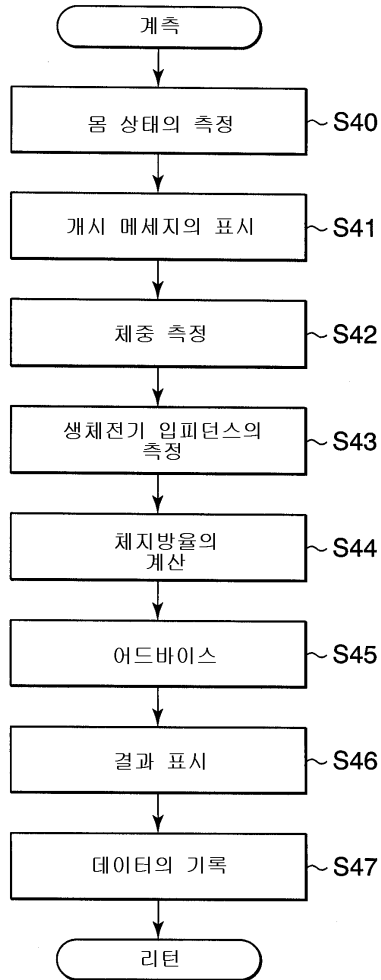 계측
몸 상태의 측정
S40
개시 메세지의 표시
S41
체중 측정
S42
생체전기 입피던스의
측정
S43
체지방율의
계산
S44
어드바이스
S45
결과 표시
S46
데이터의 기록
S47
리턴